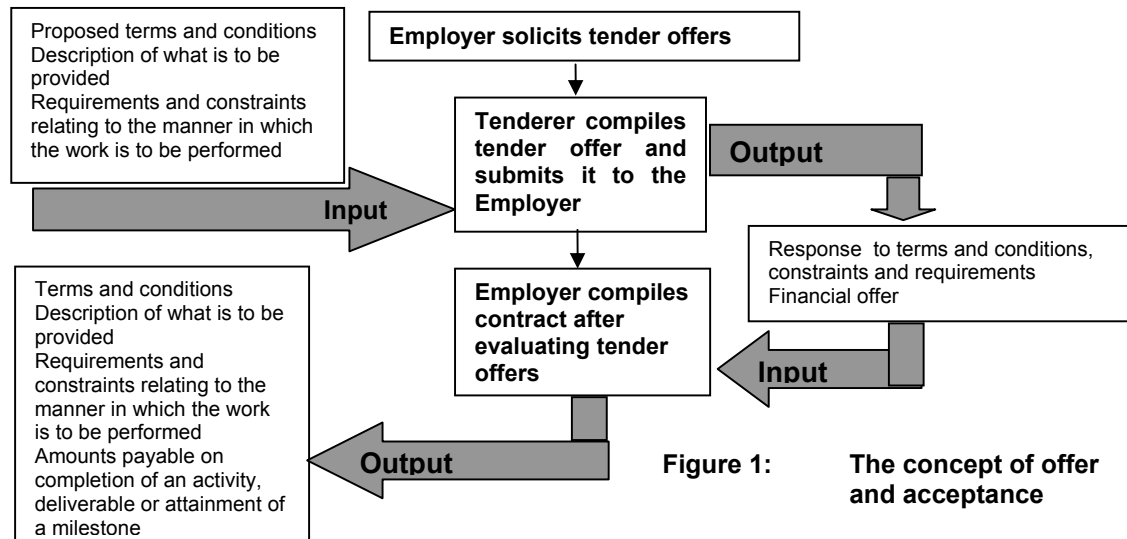 Proposed terms and conditions
Description of what is to be
provided
Requirements and constraints
relating to the manner in which
the work is to be performed
Employer solicits tender offers
Tenderer compiles
tender offer and
submits it to the
Employer
Output
Input
Response to terms and conditions,
constraints and requirements
Financial offer
Terms and conditions
Description of what is to be
provided
Requirements and
constraints relating to the
manner in which the work
is to be performed
Amounts payable on
completion of an activity,
deliverable or attainment of
a milestone
Employer compiles
contract after
evaluating tender
offers
Input
Output
Figure 1: The concept of offer
and acceptance